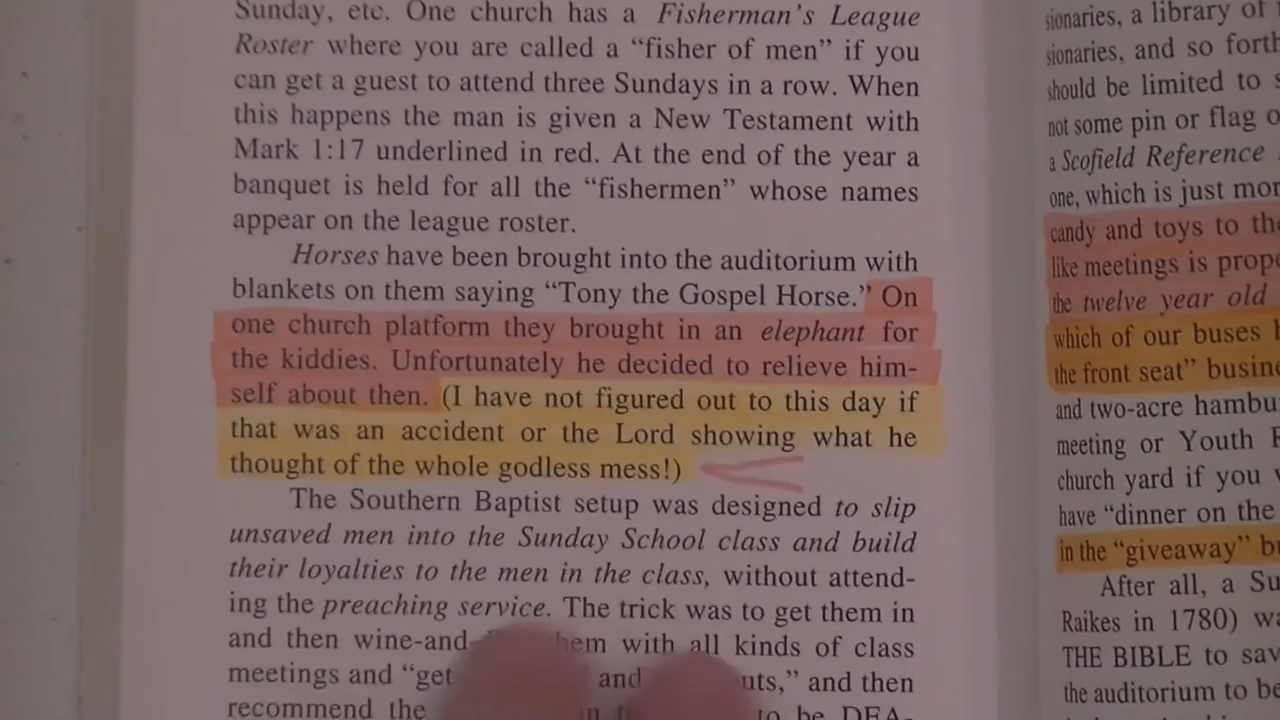 Sunday, etc. One church has a Fisherman's League
Roster where you are called a “fisher of men” if you
can get a guest to attend three Sundays in a row. When
this happens the man is given a New Testament with
Mark 1:17 underlined in red. At the end of the year a
banquet is held for all the “fishermen” whose names
appear on the league roster.
Horses have been brought into the auditorium with
blankets on them saying “Tony the Gospel Horse.” On
one church platform they brought in an elephant for
the kiddies. Unfortunately he decided to relieve him-
self about then. (I have not figured out to this day if
that was an accident or the Lord showing what he
thought of the whole godless mess!)
The Southern Baptist setup was designed to slip
unsaved men into the Sunday School class and build
their loyalties to the men in the class, without attend-
ing the preaching service. The trick was to get them in
and then wine-and- with all kinds of class
meetings and “get and and then
recommend the to be DEA-
sionaries, a library of
sionaries, and so forth
should be limited to
not some pin or flag
a Scofield Reference
one, which is just
candy and toys to
like meetings is
the twelve year old
which of our buses
the front seat”
and two-acre
meeting or Youth
church yard if you
have “dinner on the
in the “giveaway”
After all, a
Raikes in 1780)
THE BIBLE to
the auditorium to